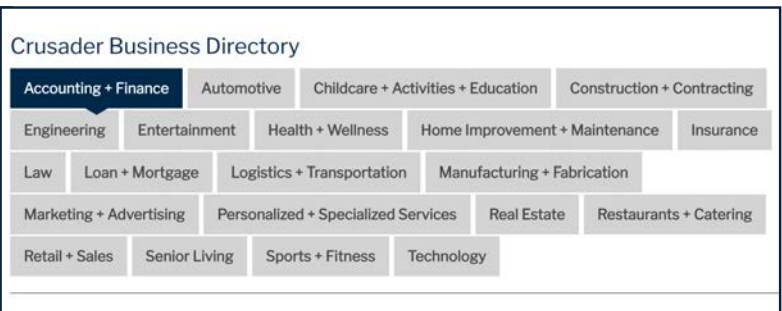 Crusader Business Directory
Accounting + Finance Automotive Childcare + Activities + Education Construction + Contracting
Engineering Entertainment Health + Wellness Home Improvement + Maintenance Insurance
Law Loan + Mortgage Logistics + Transportation Manufacturing + Fabrication
Marketing + Advertising Personalized + Specialized Services Real Estate Restaurants + Catering
Retail + Sales Senior Living Sports + Fitness Technology